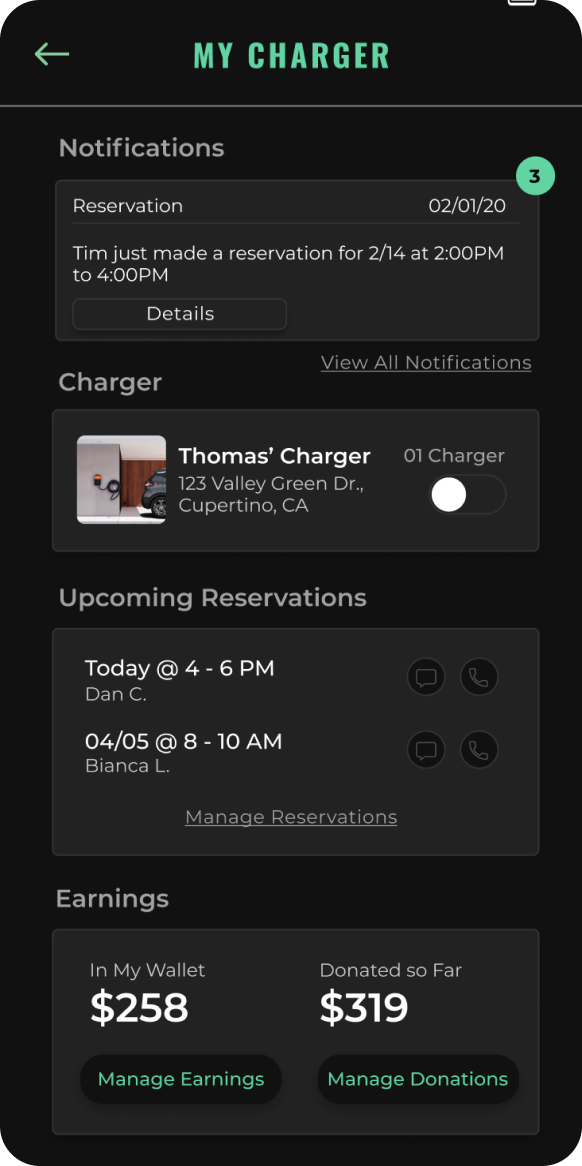 MY CHARGER
Notifications
3
Reservation 02/01/20
Tim just made a reservation for 2/14 at 2:00PM
to 4:00PM
Details
View All Notifications
Charger
Thomas’ Charger
01 Charger
123 Valley Green Dr.,
Cupertino, CA
Upcoming Reservations
Today @ 4 - 6 PM
Dan C.
04/05 @ 8 - 10 AM
Bianca L.
Manage Reservations
Earnings
In My Wallet
$258
Donated so Far
$319
Manage Earnings
Manage Donations